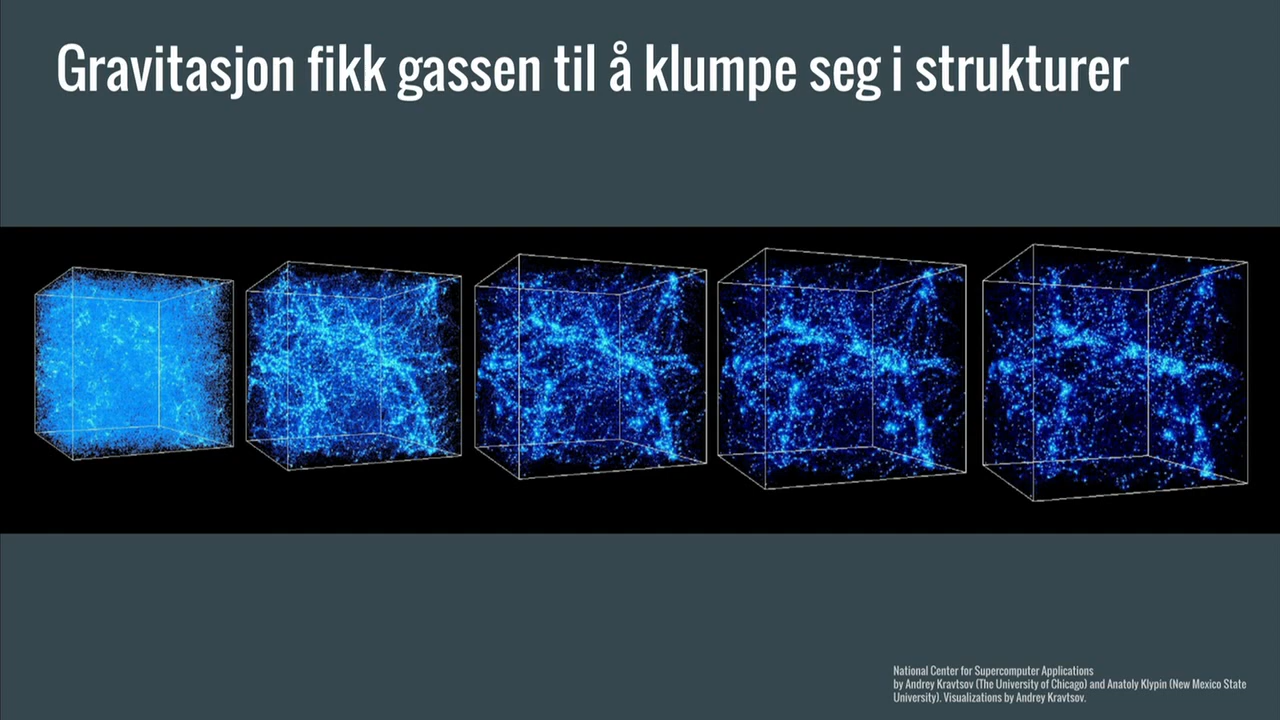 Gravitasjon fikk gassen til å klumpe seg i strukturer
National Center for Supercomputer Applications
by Andrey Kravtsov (The University of Chicago) and Anatoly Klypin (New Mexico State
University). Visualizations by Andrey Kravtsov.